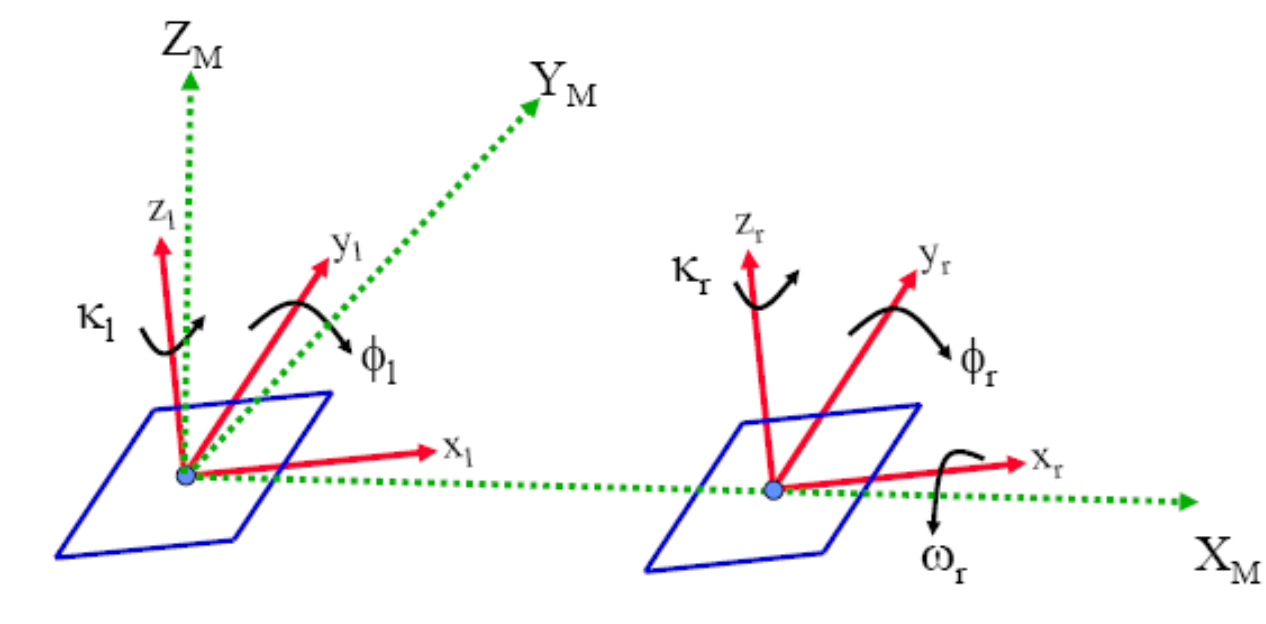 Z_M
Y_M
z_l
y_l
z_r
y_r
κ_r
κ_l
ϕ_l
ϕ_r
x_l
x_r
ω_r
X_M